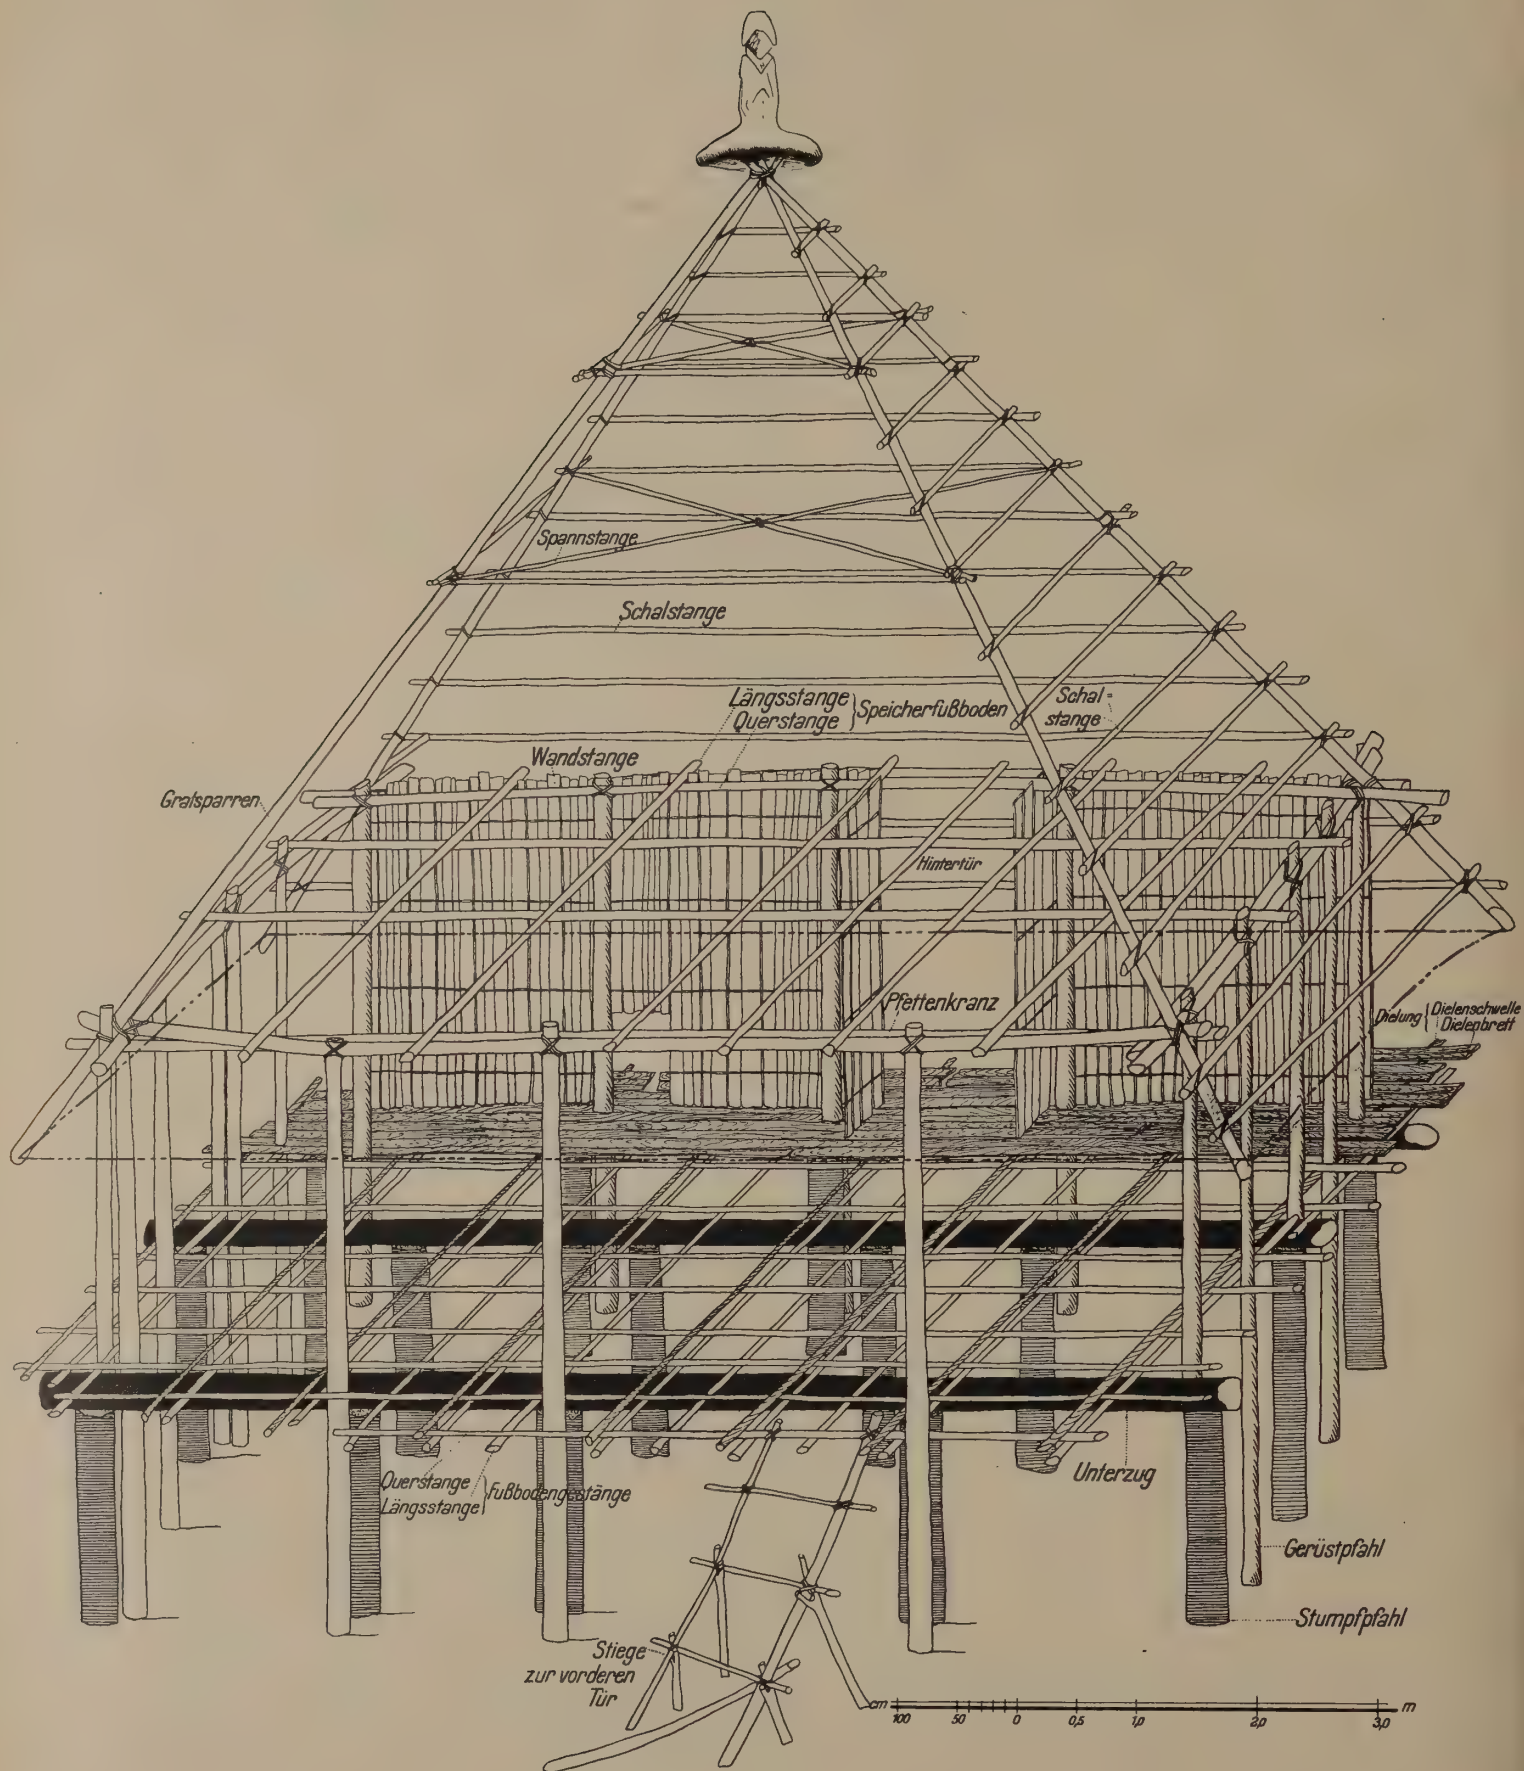 Spannstange
Schalstange
Längsstange
Querstange
Speicherfußboden
Schal=
stange
Wandstange
Gratsparren
Hintertür
Pfettenkranz
Dielung
Dielenschwelle
Dielenbrett
Querstange
Längsstange
Fußbodengestänge
Unterzug
Gerüstpfahl
Stumpfpfahl
Stiege
zur vorderen
Tür
cm 100 50 0 0,5 1,0 2,0 3,0 m